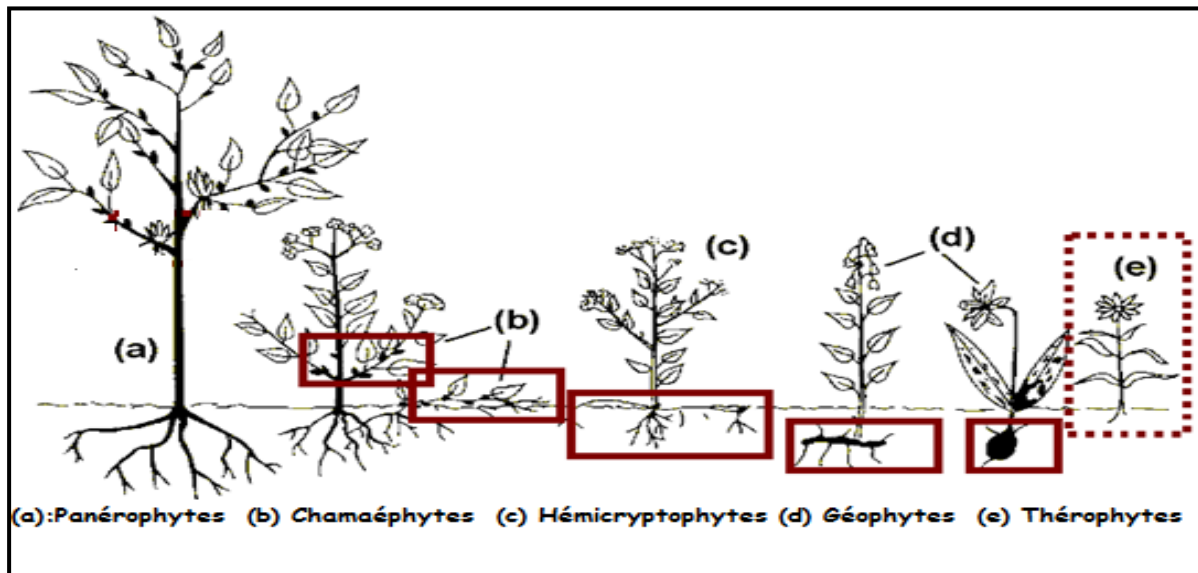 (a)
(b)
(c)
(d)
(e)
(a):Panérophytes (b) Chamaéphytes (c) Hémicryptophytes (d) Géophytes (e) Thérophytes